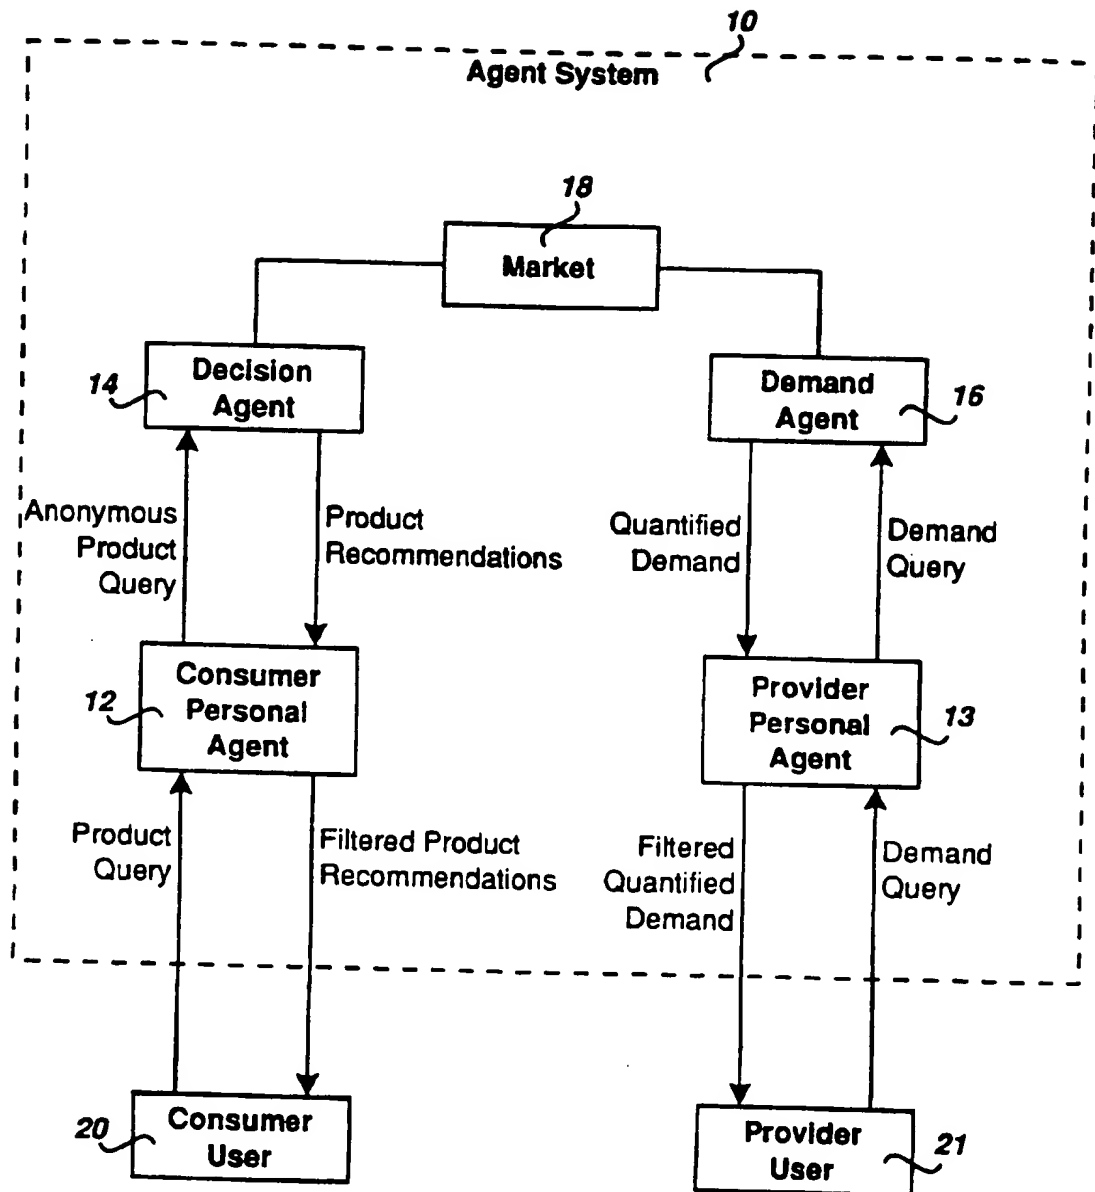 10
Agent System
18
Market
Decision
Agent
14
Demand
Agent
16
Anonymous
Product
Query
Product
Recommendations
Quantified
Demand
Demand
Query
Consumer
Personal
Agent
12
Provider
Personal
Agent
13
Product
Query
Filtered Product
Recommendations
Filtered
Quantified
Demand
Demand
Query
20
Consumer
User
Provider
User
21